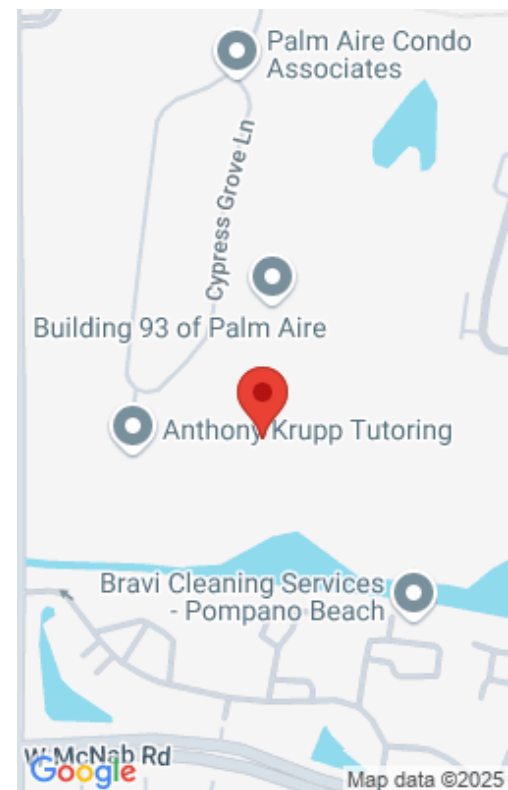 Palm Aire Condo
Associates
Cypress Grove Ln
Building 93 of Palm Aire
Anthony Krupp Tutoring
Bravi Cleaning Services
- Pompano Beach
W McNab Rd
Google
Map data ©2025